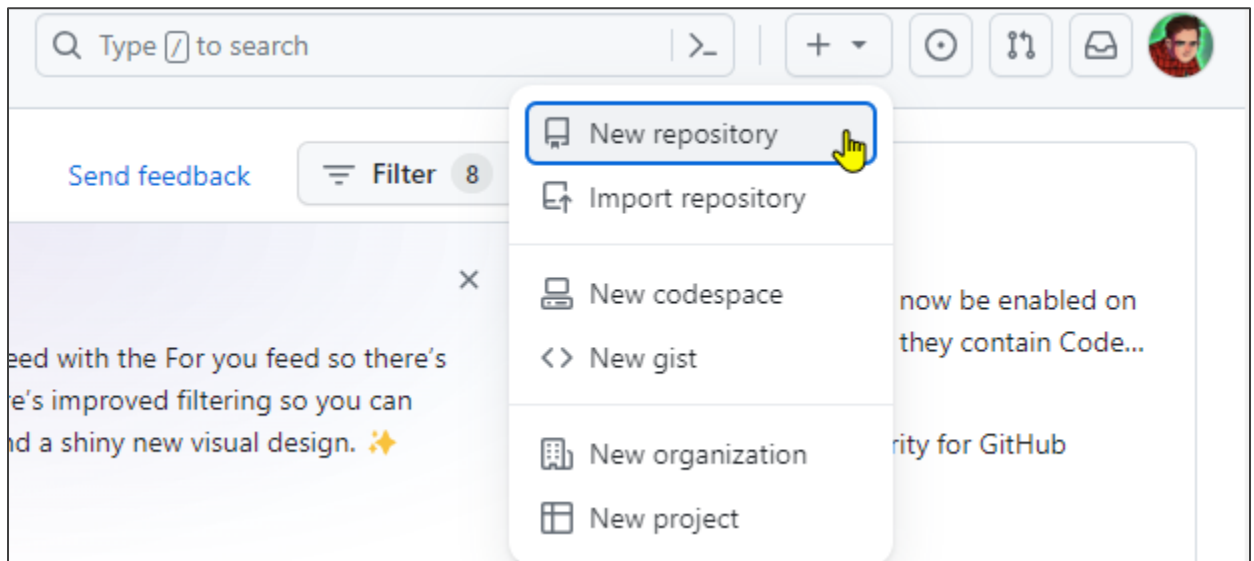 Type / to search
Send feedback
Filter 8
New repository
Import repository
New codespace
New gist
New organization
New project
eed with the For you feed so there's
e's improved filtering so you can
nd a shiny new visual design. ✨
now be enabled on
they contain Code...
rity for GitHub